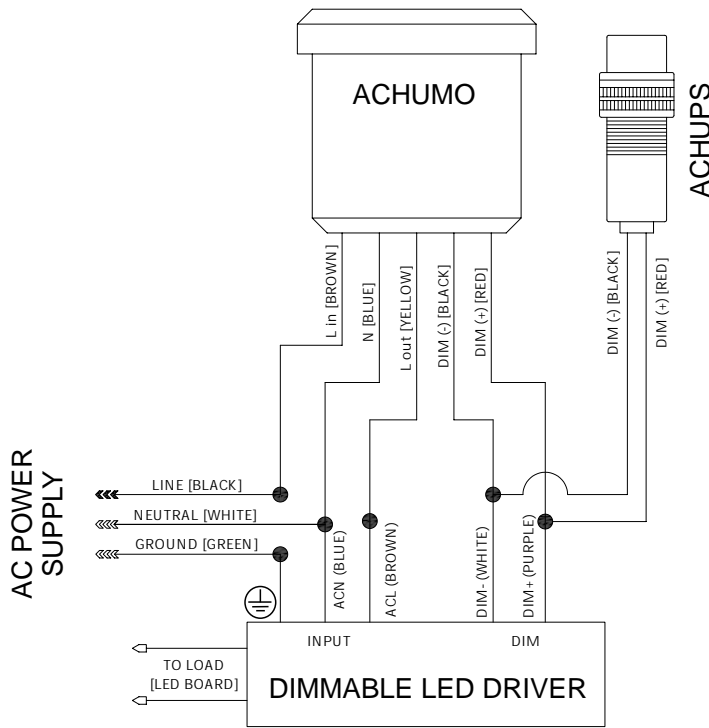 ACHUMO
ACHUPS
L in [BROWN]
N [BLUE]
L out [YELLOW]
DIM (-) [BLACK]
DIM (+) [RED]
DIM (-) [BLACK]
DIM (+) [RED]
AC POWER
SUPPLY
LINE [BLACK]
NEUTRAL [WHITE]
GROUND [GREEN]
ACN (BLUE)
ACL (BROWN)
DIM- (WHITE)
DIM+ (PURPLE)
INPUT
DIM
TO LOAD
[LED BOARD]
DIMMABLE LED DRIVER